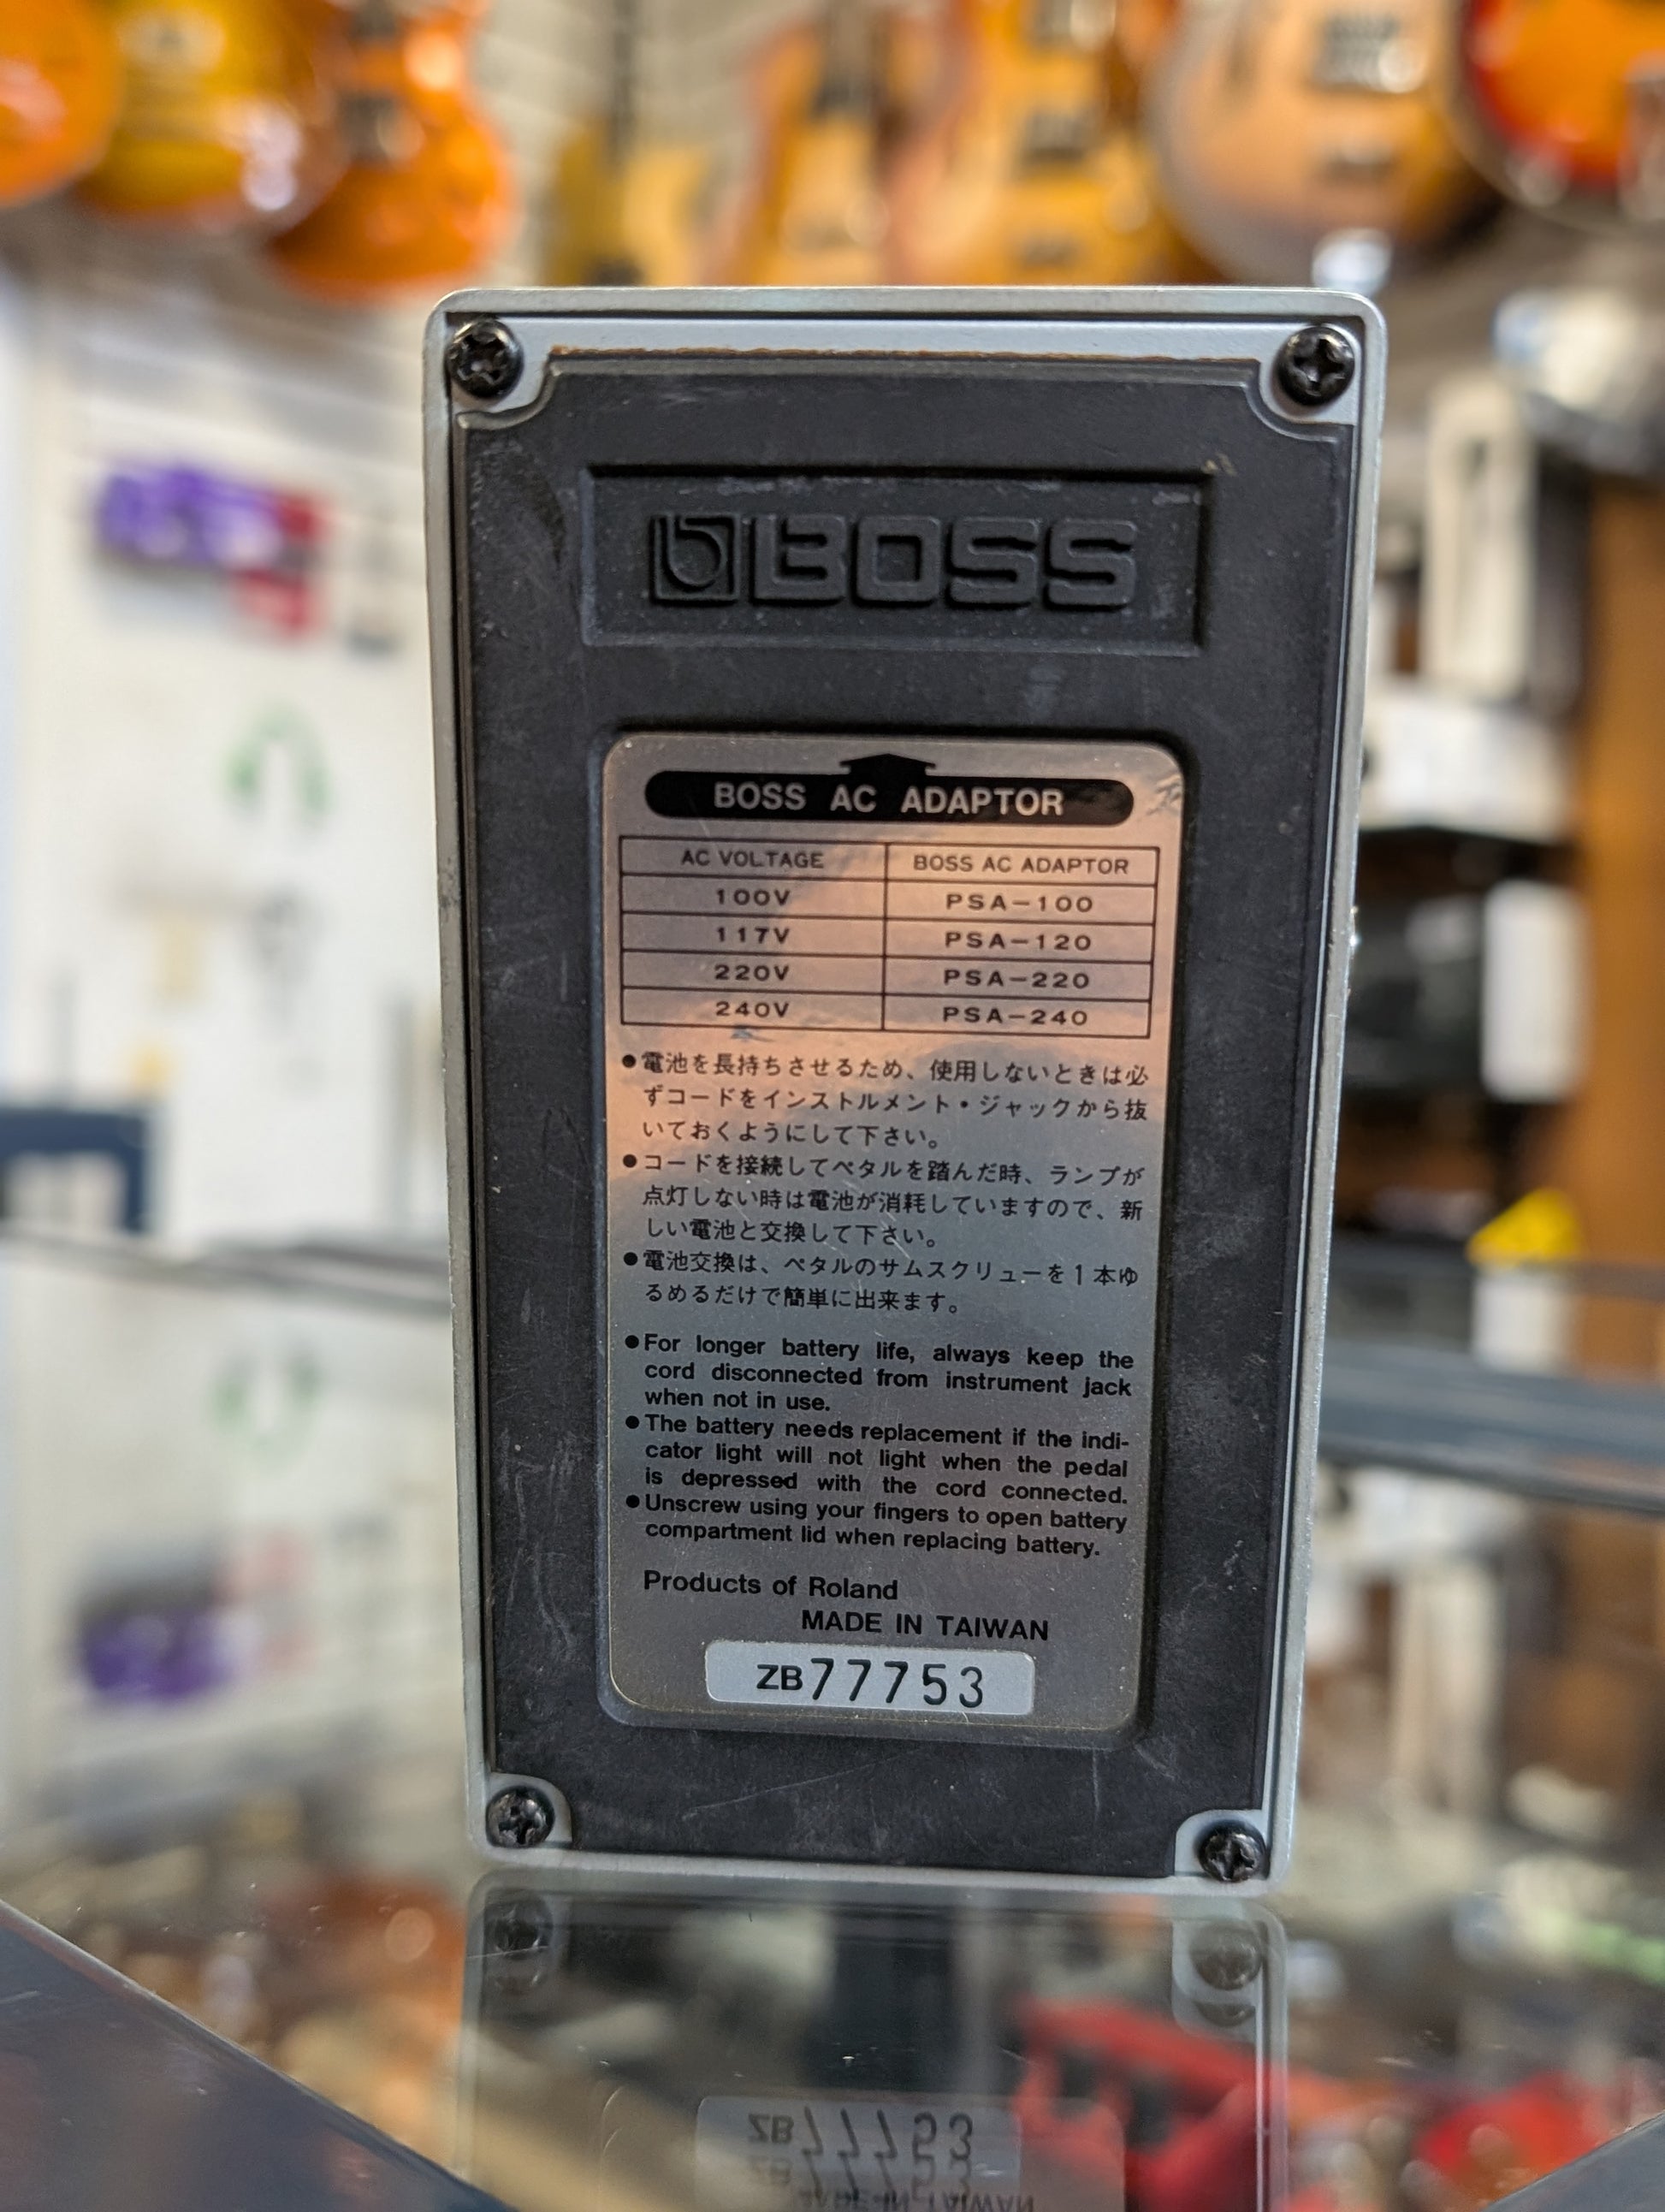 BOSS
BOSS AC ADAPTOR
AC VOLTAGE BOSS AC ADAPTOR
100V PSA-100
117V PSA-120
220V PSA-220
240V PSA-240
●電池を長持ちさせるため、使用しないときは必
ずコードをインストルメント・ジャックから抜
いておくようにして下さい。
●コードを接続してペダルを踏んだ時、ランプが
点灯しない時は電池が消耗していますので、新
しい電池と交換して下さい。
●電池交換は、ペダルのサムスクリューを1本ゆ
るめるだけで簡単に出来ます。
●For longer battery life, always keep the
cord disconnected from instrument jack
when not in use.
●The battery needs replacement if the indi-
cator light will not light when the pedal
is depressed with the cord connected.
●Unscrew using your fingers to open battery
compartment lid when replacing battery.
Products of Roland
MADE IN TAIWAN
ZB77753